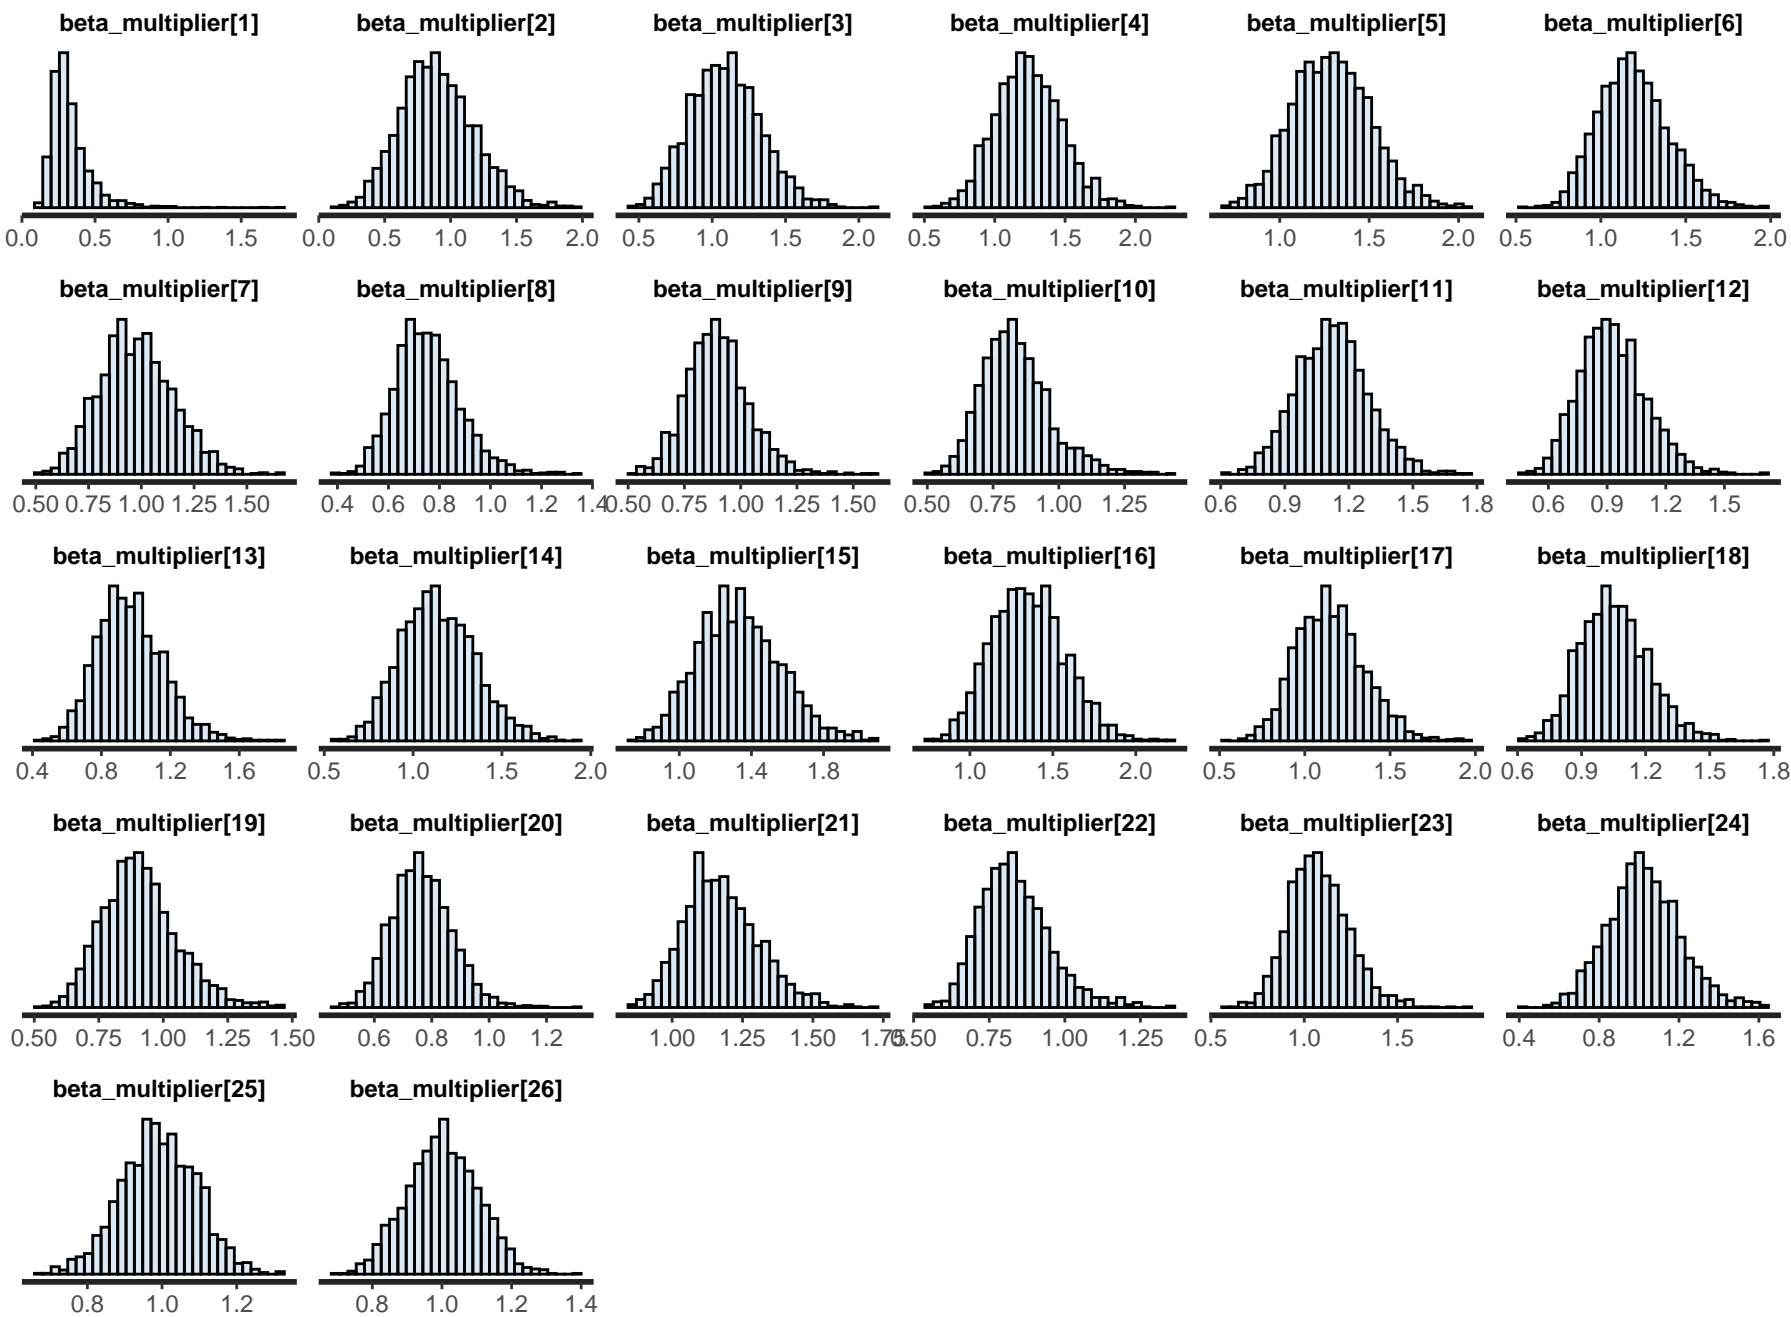 beta_multiplier[1] beta_multiplier[2] beta_multiplier[3] beta_multiplier[4] beta_multiplier[5] beta_multiplier[6]
0.0 0.5 1.0 1.5 0.0 0.5 1.0 1.5 2.0 0.5 1.0 1.5 2.0 0.5 1.0 1.5 2.0 1.0 1.5 2.0 0.5 1.0 1.5 2.0
beta_multiplier[7] beta_multiplier[8] beta_multiplier[9] beta_multiplier[10] beta_multiplier[11] beta_multiplier[12]
0.50 0.75 1.00 1.25 1.50 0.4 0.6 0.8 1.0 1.2 1.4 0.50 0.75 1.00 1.25 1.50 0.50 0.75 1.00 1.25 0.6 0.9 1.2 1.5 1.8 0.6 0.9 1.2 1.5
beta_multiplier[13] beta_multiplier[14] beta_multiplier[15] beta_multiplier[16] beta_multiplier[17] beta_multiplier[18]
0.4 0.8 1.2 1.6 0.5 1.0 1.5 2.0 1.0 1.4 1.8 1.0 1.5 2.0 0.5 1.0 1.5 2.0 0.6 0.9 1.2 1.5 1.8
beta_multiplier[19] beta_multiplier[20] beta_multiplier[21] beta_multiplier[22] beta_multiplier[23] beta_multiplier[24]
0.50 0.75 1.00 1.25 1.50 0.6 0.8 1.0 1.2 1.00 1.25 1.50 1.75 0.50 0.75 1.00 1.25 0.5 1.0 1.5 0.4 0.8 1.2 1.6
beta_multiplier[25] beta_multiplier[26]
0.8 1.0 1.2 0.8 1.0 1.2 1.4